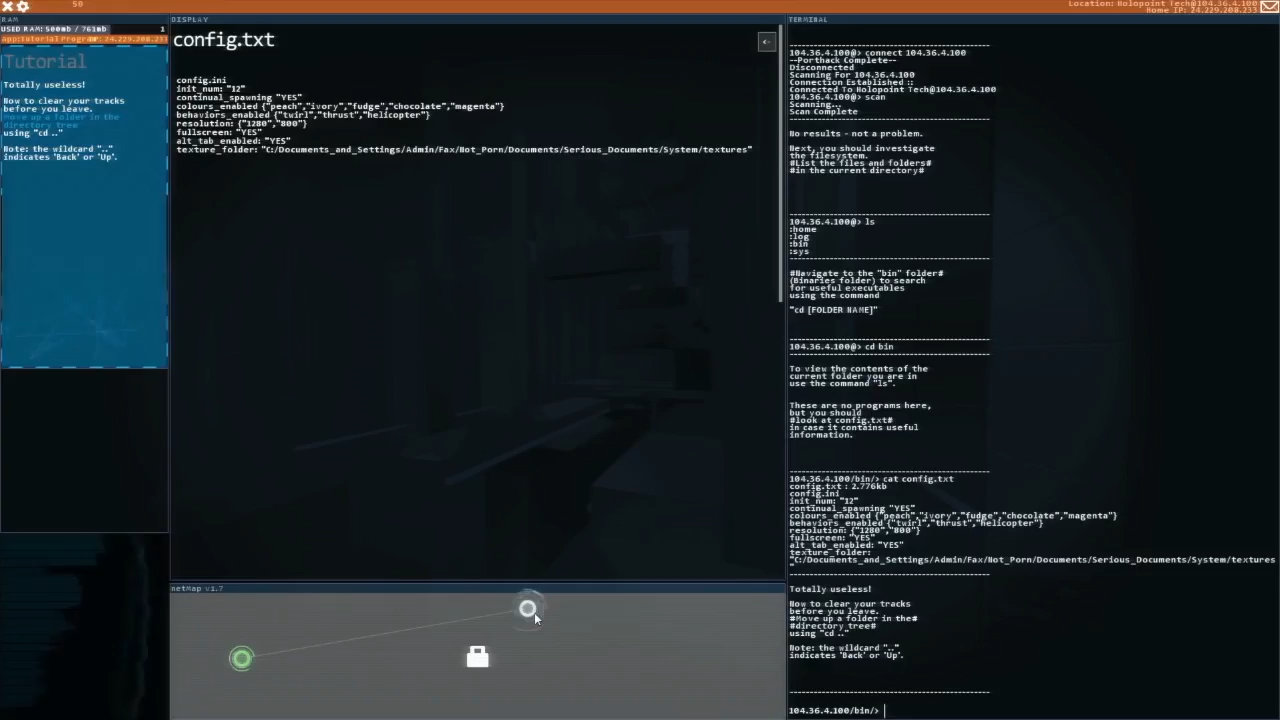 50
Location: Holopoint Tech@104.36.4.100
Home IP: 24.229.208.233
RAM
USED RAM: 500mb / 761mb
1
app:Tutorial Program: 24.229.208.233
Tutorial
Totally useless!
Now to clear your tracks
before you leave.
Move up a folder in the
directory tree
using "cd .."
Note: the wildcard ".."
indicates 'Back' or 'Up'.
DISPLAY
config.txt
<-
config.ini
init_num: "12"
continual_spawning "YES"
colours_enabled {"peach","ivory","fudge","chocolate","magenta"}
behaviors_enabled {"twirl","thrust","helicopter"}
resolution: {"1280","800"}
fullscreen: "YES"
alt_tab_enabled: "YES"
texture_folder: "C:/Documents_and_Settings/Admin/Fax/Not_Porn/Documents/Serious_Documents/System/textures"
netMap v1.7
TERMINAL
104.36.4.100@> connect 104.36.4.100
--Porthack Complete--
Disconnected
Scanning For 104.36.4.100
Connection Established ::
Connected To Holopoint Tech@104.36.4.100
104.36.4.100@> scan
Scanning...
Scan Complete
No results - not a problem.
Next, you should investigate
the filesystem.
#List the files and folders#
#in the current directory#
104.36.4.100@> ls
:home
:log
:bin
:sys
#Navigate to the "bin" folder#
(Binaries folder) to search
for useful executables
using the command
"cd [FOLDER NAME]"
104.36.4.100@> cd bin
To view the contents of the
current folder you are in
use the command "ls".
These are no programs here,
but you should
#look at config.txt#
in case it contains useful
information.
104.36.4.100/bin/> cat config.txt
config.txt : 2.776kb
config.ini
init_num: "12"
continual_spawning "YES"
colours_enabled {"peach","ivory","fudge","chocolate","magenta"}
behaviors_enabled {"twirl","thrust","helicopter"}
resolution: {"1280","800"}
fullscreen: "YES"
alt_tab_enabled: "YES"
texture_folder:
"C:/Documents_and_Settings/Admin/Fax/Not_Porn/Documents/Serious_Documents/System/textures
"
Totally useless!
Now to clear your tracks
before you leave.
#Move up a folder in the#
#directory tree#
using "cd .."
Note: the wildcard ".."
indicates 'Back' or 'Up'.
104.36.4.100/bin/>